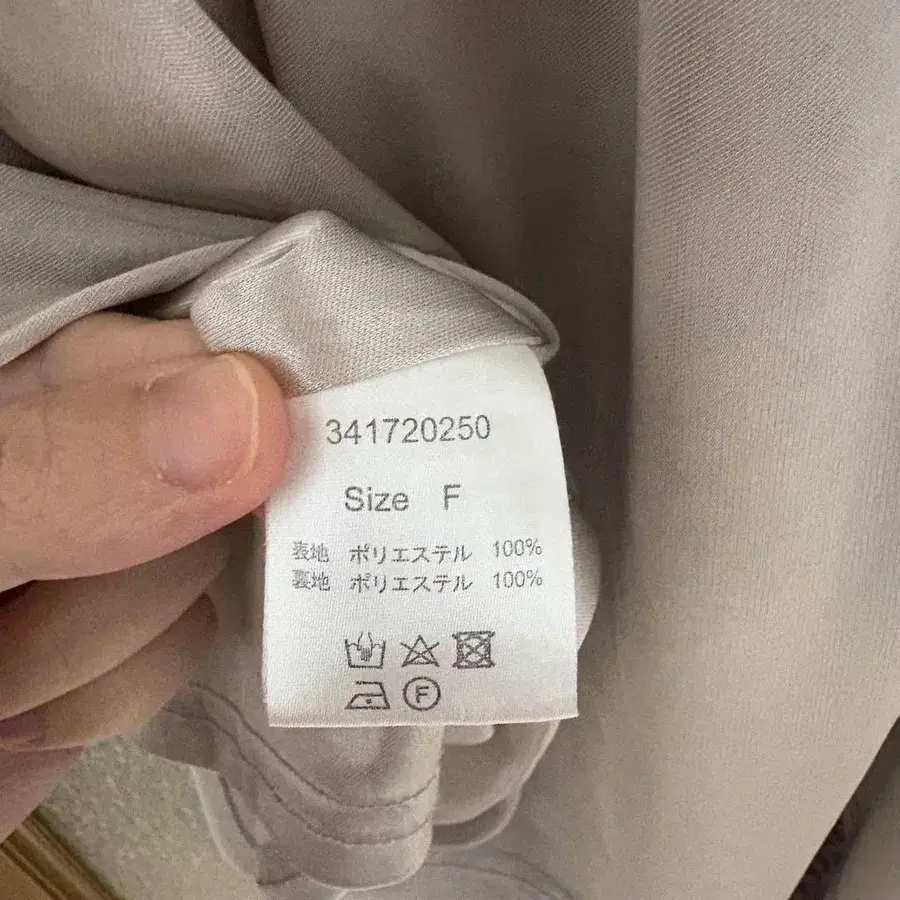 341720250
Size F
表地 ポリエステル 100%
裏地 ポリエステル 100%
F